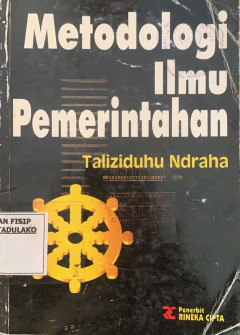 Metodologi
Ilmu
Pemerintahan
Taliziduhu Ndraha
AN FISIP
TADULAKO
Penerbit
RINEKA CIPTA